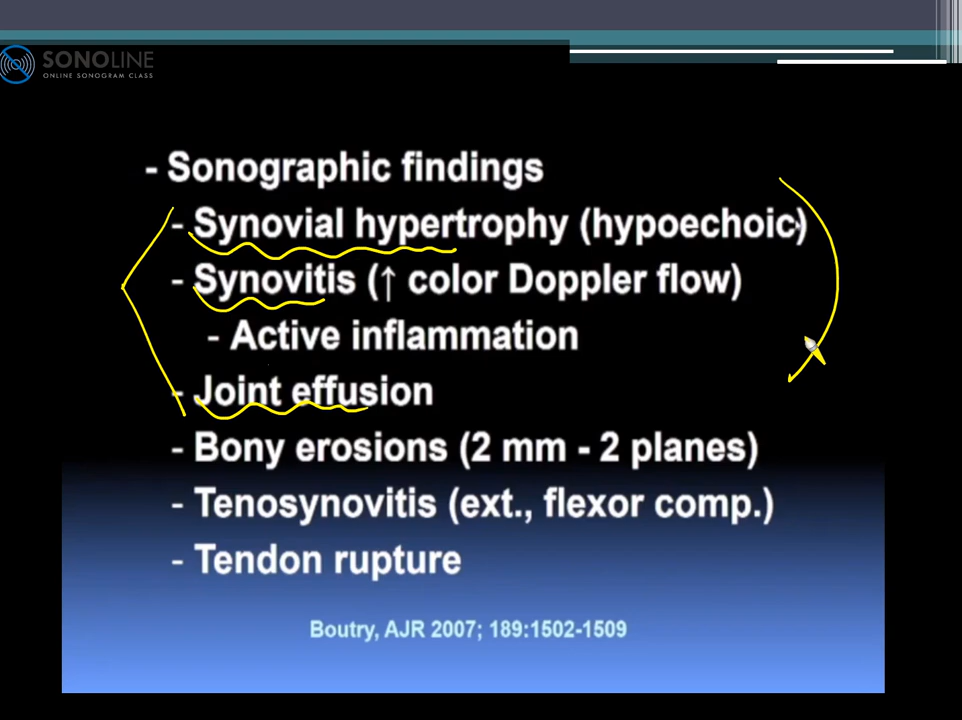 SONOLINE
ONLINE SONOGRAM CLASS
- Sonographic findings
- Synovial hypertrophy (hypoechoic)
- Synovitis (↑ color Doppler flow)
- Active inflammation
- Joint effusion
- Bony erosions (2 mm - 2 planes)
- Tenosynovitis (ext., flexor comp.)
- Tendon rupture
Boutry, AJR 2007; 189:1502-1509